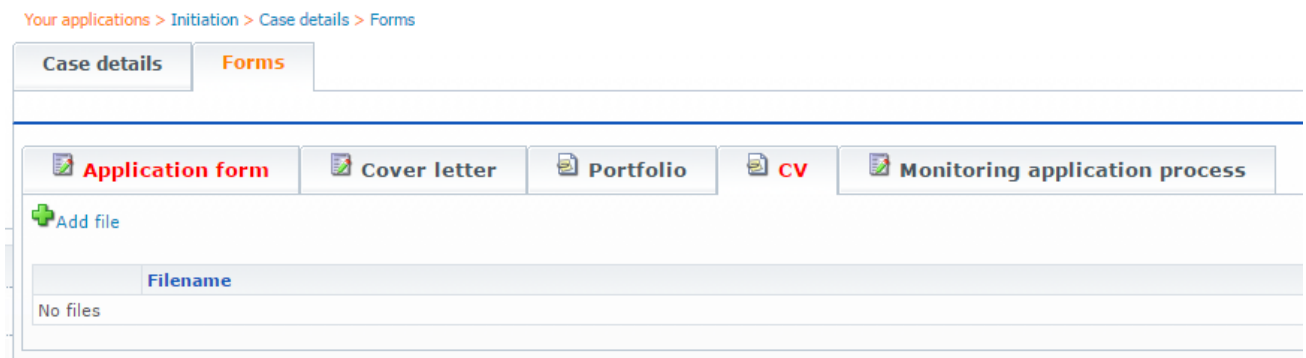 Your applications > Initiation > Case details > Forms
Case details Forms
Application form Cover letter Portfolio CV Monitoring application process
Add file
Filename
No files